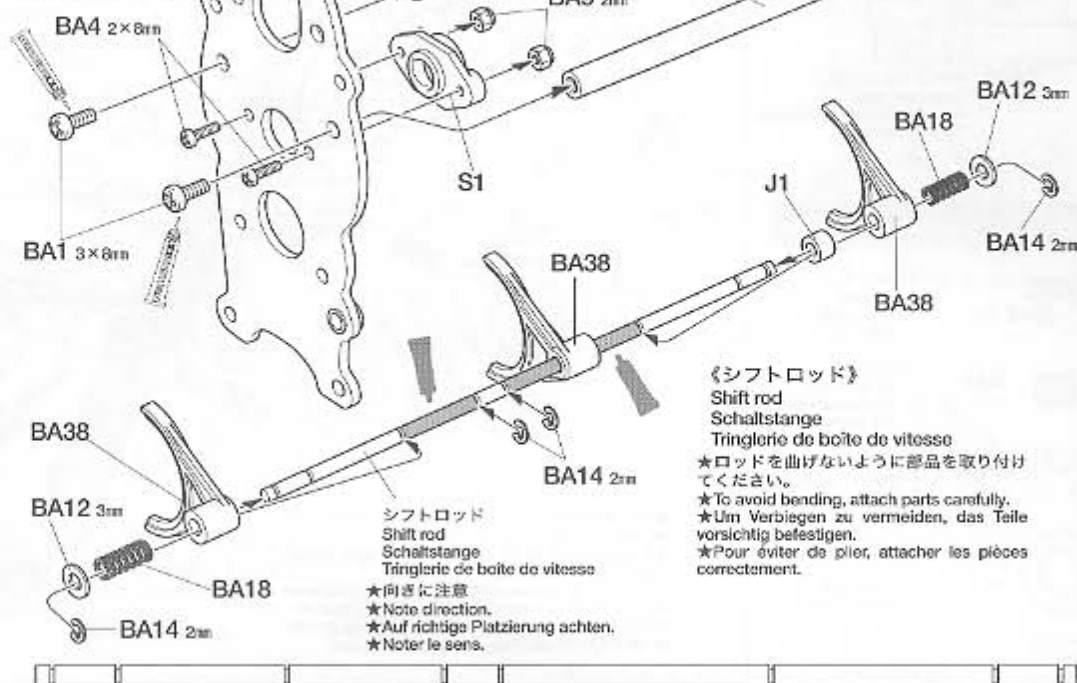 BA4 2×8mm
BA12 3mm
BA18
S1
J1
BA1 3×8mm
BA14 2mm
BA38
BA38
《シフトロッド》
Shift rod
Schaltstange
Tringlerie de boîte de vitesse
★ロッドを曲げないように部品を取り付け
てください。
★To avoid bending, attach parts carefully.
★Um Verbiegen zu vermeiden, das Teile
vorsichtig befestigen.
★Pour éviter de plier, attacher les pièces
correctement.
BA38
BA14 2mm
BA12 3mm
シフトロッド
Shift rod
Schaltstange
Tringlerie de boîte de vitesse
★向きに注意
★Note direction.
★Auf richtige Platzierung achten.
★Noter le sens.
BA18
BA14 2mm